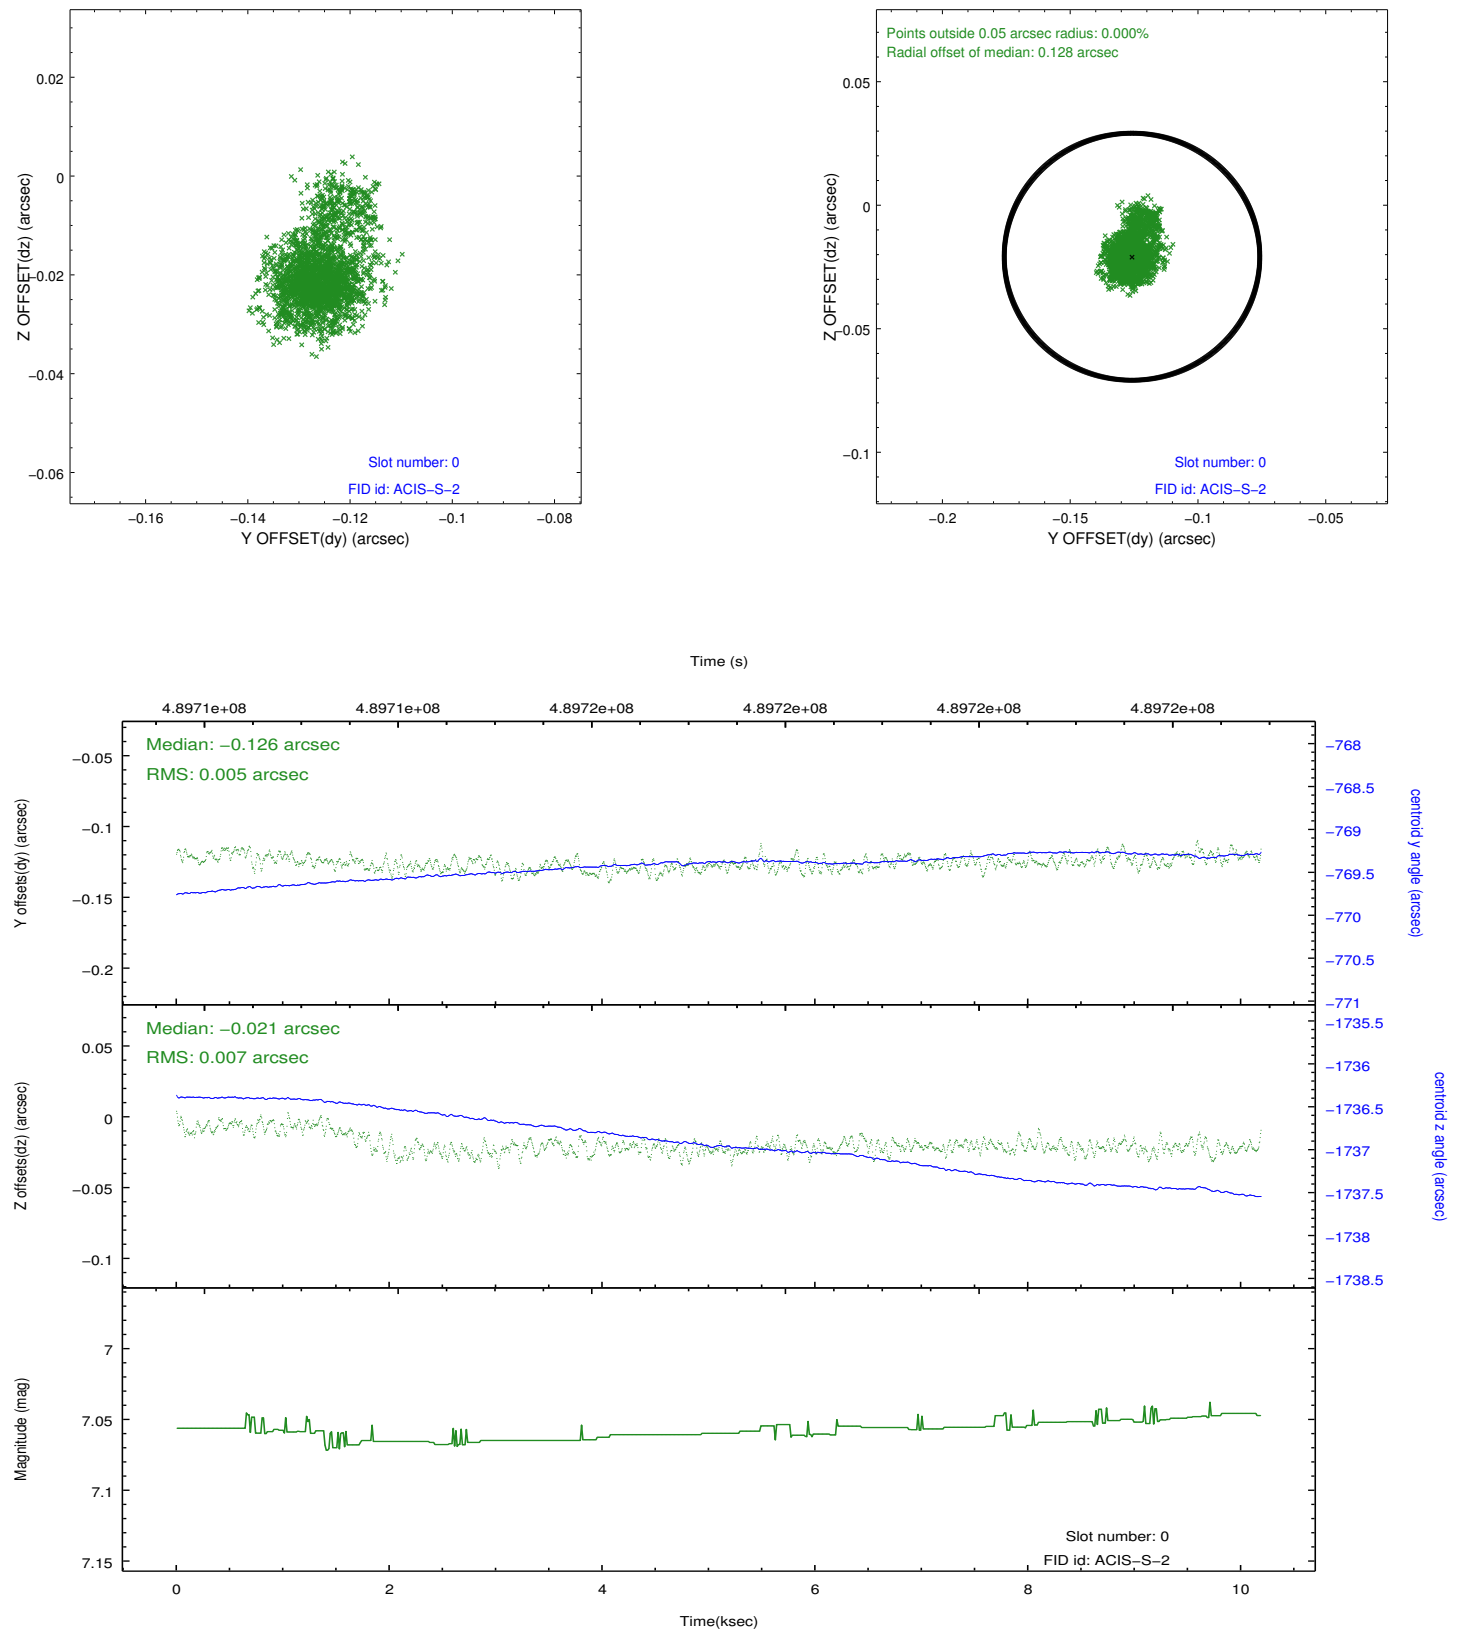 0.02
0
−0.02
−0.04
−0.06
Z OFFSET(dz) (arcsec)
Slot number: 0
FID id: ACIS−S−2
−0.16
−0.14
−0.12
−0.1
−0.08
Y OFFSET(dy) (arcsec)
Points outside 0.05 arcsec radius: 0.000%
Radial offset of median: 0.128 arcsec
0.05
0
−0.05
−0.1
Z OFFSET(dz) (arcsec)
Slot number: 0
FID id: ACIS−S−2
−0.2
−0.15
−0.1
−0.05
Y OFFSET(dy) (arcsec)
Time (s)
4.8971e+08
4.8971e+08
4.8972e+08
4.8972e+08
4.8972e+08
4.8972e+08
Median: −0.126 arcsec
RMS: 0.005 arcsec
−0.05
−0.1
−0.15
−0.2
Y offsets(dy) (arcsec)
−768
−768.5
−769
−769.5
−770
−770.5
−771
centroid y angle (arcsec)
Median: −0.021 arcsec
RMS: 0.007 arcsec
0.05
0
−0.05
−0.1
Z offsets(dz) (arcsec)
−1735.5
−1736
−1736.5
−1737
−1737.5
−1738
−1738.5
centroid z angle (arcsec)
7
7.05
7.1
7.15
Magnitude (mag)
Slot number: 0
FID id: ACIS−S−2
0
2
4
6
8
10
Time(ksec)